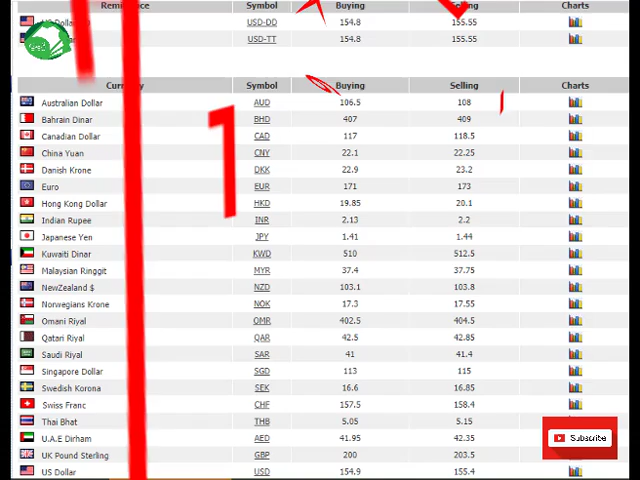 Symbol Buying Selling Charts
USD-DD 154.8 155.55
USD-TT 154.8 155.55
Symbol Buying Selling Charts
Australian Dollar AUD 106.5 108
Bahrain Dinar BHD 407 409
Canadian Dollar CAD 117 118.5
China Yuan CNY 22.1 22.25
Danish Krone DKK 22.9 23.2
Euro EUR 171 173
Hong Kong Dollar HKD 19.85 20.1
Indian Rupee INR 2.13 2.2
Japanese Yen JPY 1.41 1.44
Kuwaiti Dinar KWD 510 512.5
Malaysian Ringgit MYR 37.4 37.75
NewZealand $ NZD 103.1 103.8
Norwegians Krone NOK 17.3 17.55
Omani Riyal OMR 402.5 404.5
Qatari Riyal QAR 42.5 42.85
Saudi Riyal SAR 41 41.4
Singapore Dollar SGD 113 115
Swedish Korona SEK 16.6 16.85
Swiss Franc CHF 157.5 158.4
Thai Bhat THB 5.05 5.15
U.A.E Dirham AED 41.95 42.35
UK Pound Sterling GBP 200 203.5
US Dollar USD 154.9 155.4
1
Subscribe